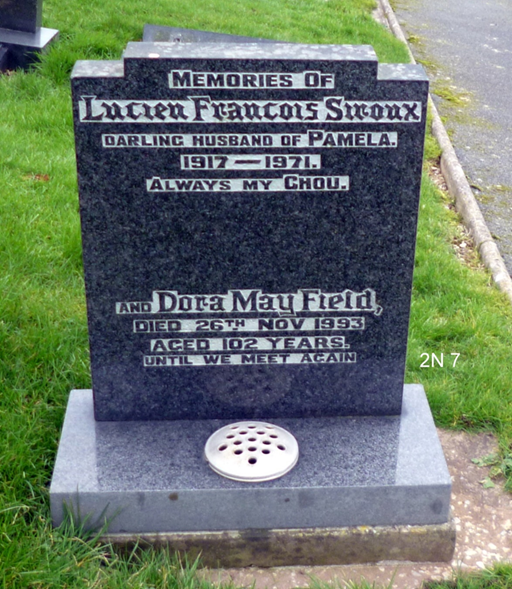 MEMORIES OF
Lucien Francois Siroux
DARLING HUSBAND OF PAMELA.
1917 — 1971.
ALWAYS MY CHOU.
AND Dora May Field,
DIED 26TH NOV 1993
AGED 102 YEARS.
UNTIL WE MEET AGAIN
2N 7